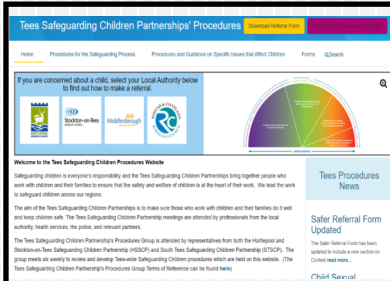 Tees Safeguarding Children Partnerships' Procedures
Download Referral Form
Home
Procedures for the Safeguarding Process
Procedures and Guidance on Specific Issues that Affect Children
Forms
Search
If you are concerned about a child, select your Local Authority below
to find out how to make a referral.
Stockton-on-Tees
Middlesbrough
Welcome to the Tees Safeguarding Children Procedures Website
Safeguarding children is everyone's responsibility and the Tees Safeguarding Children Partnerships bring together people who
work with children and their families to ensure that the safety and welfare of children is at the heart of their work. We lead the work
to safeguard children across our regions.
The aim of the Tees Safeguarding Children Partnerships is to make sure those who work with children and their families do it well
and keep children safe. The Tees Safeguarding Children Partnership meetings are attended by professionals from the local
authority, health services, the police, and relevant partners.
The Tees Safeguarding Children Partnership's Procedures Group is attended by representatives from both the Hartlepool and
Stockton-on-Tees Safeguarding Children Partnership (HSSCP) and South Tees Safeguarding Children Partnership (STSCP). The
group meets six weekly to review and develop Tees-wide Safeguarding Children procedures which are held on this website. (The
Tees Safeguarding Children Partnership's Procedures Group Terms of Reference can be found here)
Tees Procedures
News
Safer Referral Form
Updated
The Safer Referral Form has been
updated to include a new section on
Context read more...
Child Sexual